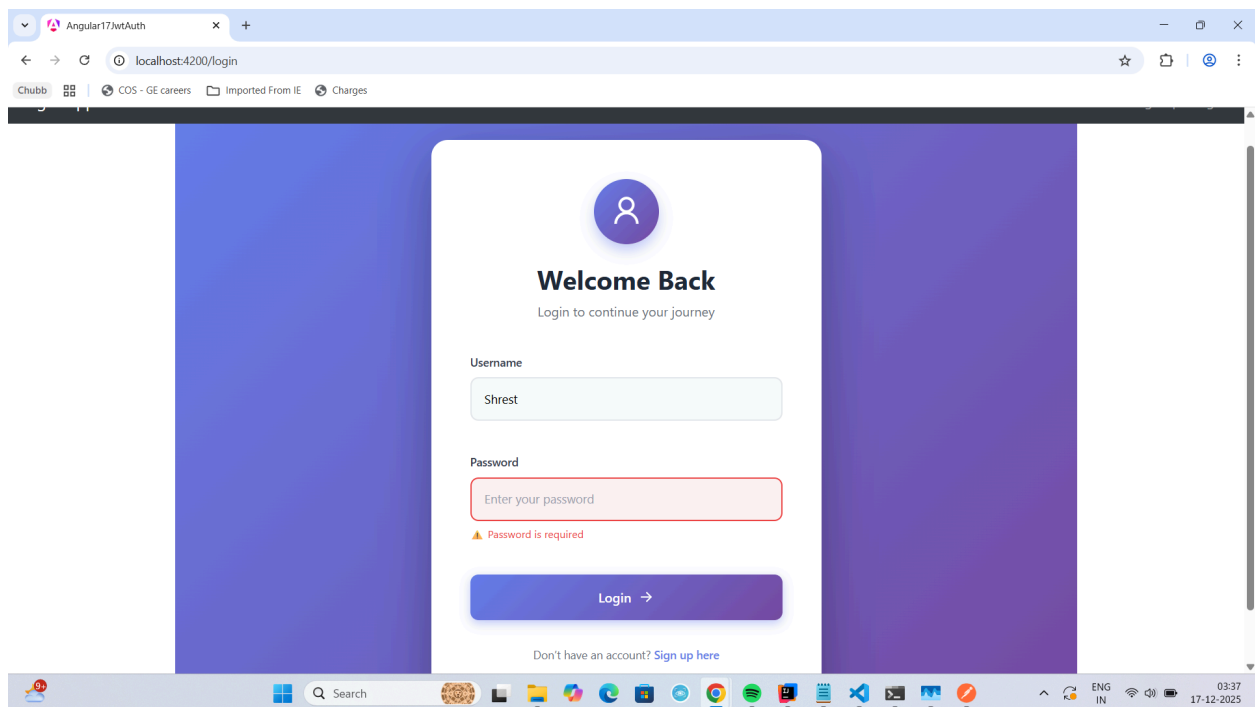 Angular17JwtAuth
localhost:4200/login
Chubb
COS - GE careers
Imported From IE
Charges
Welcome Back
Login to continue your journey
Username
Shrest
Password
Enter your password
Password is required
Login →
Don't have an account? Sign up here
9+
Search
ENG
IN
03:37
17-12-2025